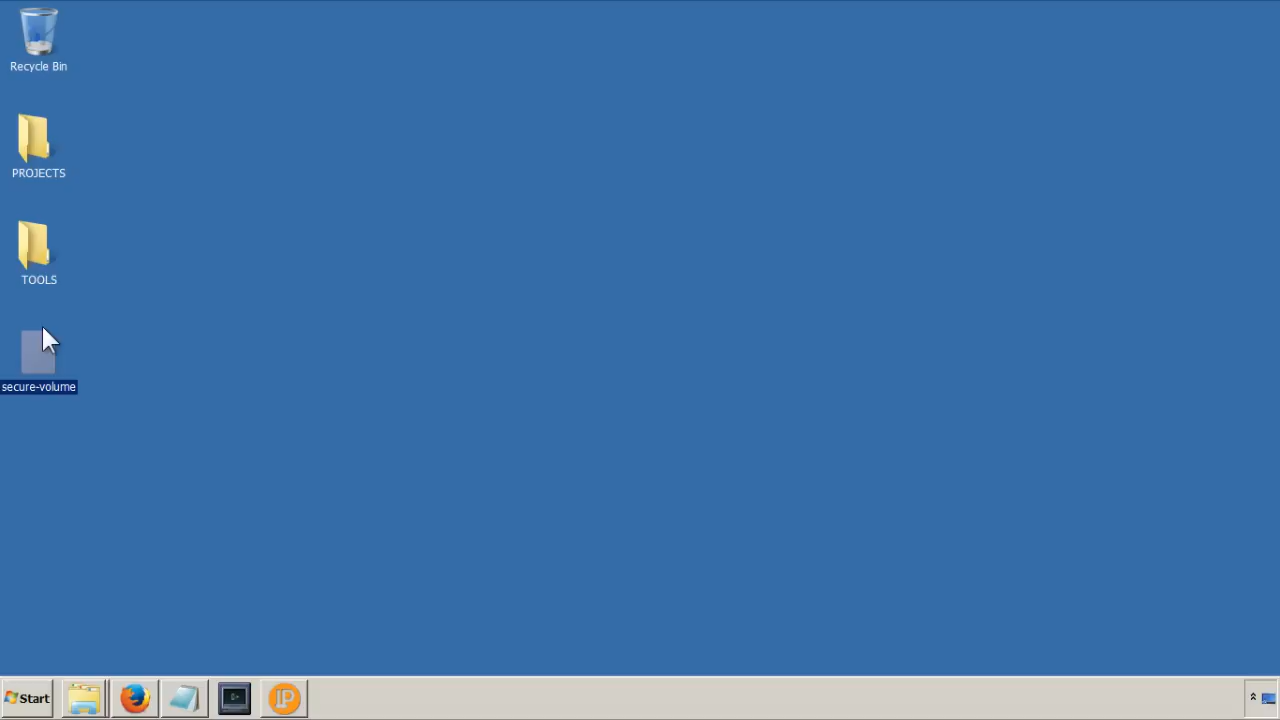 Recycle Bin
PROJECTS
TOOLS
secure-volume
Start